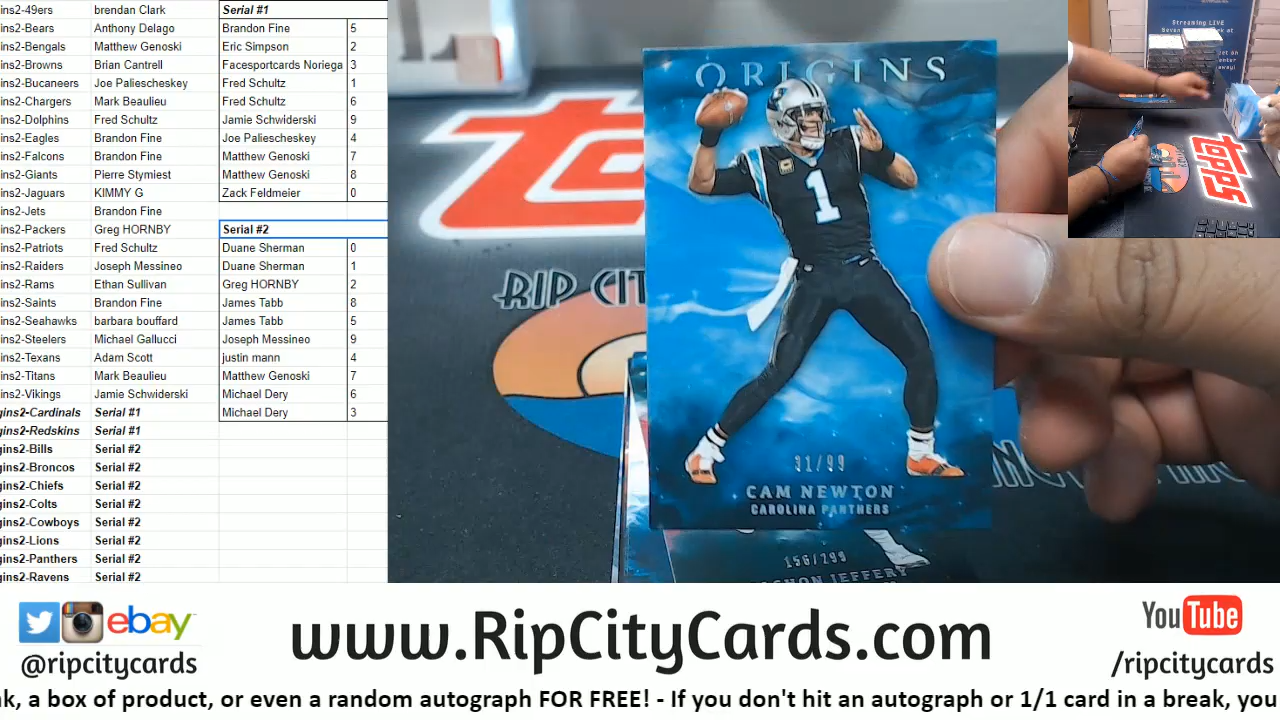 ins2-49ers brendan Clark
ins2-Bears Anthony Delago
ins2-Bengals Matthew Genoski
ins2-Browns Brian Cantrell
ins2-Bucaneers Joe Paliescheskey
ins2-Chargers Mark Beaulieu
ins2-Dolphins Fred Schultz
ins2-Eagles Brandon Fine
ins2-Falcons Brandon Fine
ins2-Giants Pierre Stymiest
ins2-Jaguars KIMMY G
ins2-Jets Brandon Fine
ins2-Packers Greg HORNBY
ins2-Patriots Fred Schultz
ins2-Raiders Joseph Messineo
ins2-Rams Ethan Sullivan
ins2-Saints Brandon Fine
ins2-Seahawks barbara bouffard
ins2-Steelers Michael Gallucci
ins2-Texans Adam Scott
ins2-Titans Mark Beaulieu
ins2-Vikings Jamie Schwiderski
gins2-Cardinals Serial #1
gins2-Redskins Serial #1
gins2-Bills Serial #2
gins2-Broncos Serial #2
gins2-Chiefs Serial #2
gins2-Colts Serial #2
gins2-Cowboys Serial #2
gins2-Lions Serial #2
gins2-Panthers Serial #2
gins2-Ravens Serial #2
Serial #1
Brandon Fine 5
Eric Simpson 2
Facesportcards Noriega 3
Fred Schultz 1
Fred Schultz 6
Jamie Schwiderski 9
Joe Paliescheskey 4
Matthew Genoski 7
Matthew Genoski 8
Zack Feldmeier 0
Serial #2
Duane Sherman 0
Duane Sherman 1
Greg HORNBY 2
James Tabb 8
James Tabb 5
Joseph Messineo 9
justin mann 4
Matthew Genoski 7
Michael Dery 6
Michael Dery 3
ORIGINS
1
31/99
CAM NEWTON
CAROLINA PANTHERS
156/299
SHON JEFFERY
RIP CIT
Streaming LIVE
topps
ebay
@ripcitycards
www.RipCityCards.com
YouTube
/ripcitycards
ak, a box of product, or even a random autograph FOR FREE! - If you don't hit an autograph or 1/1 card in a break, you